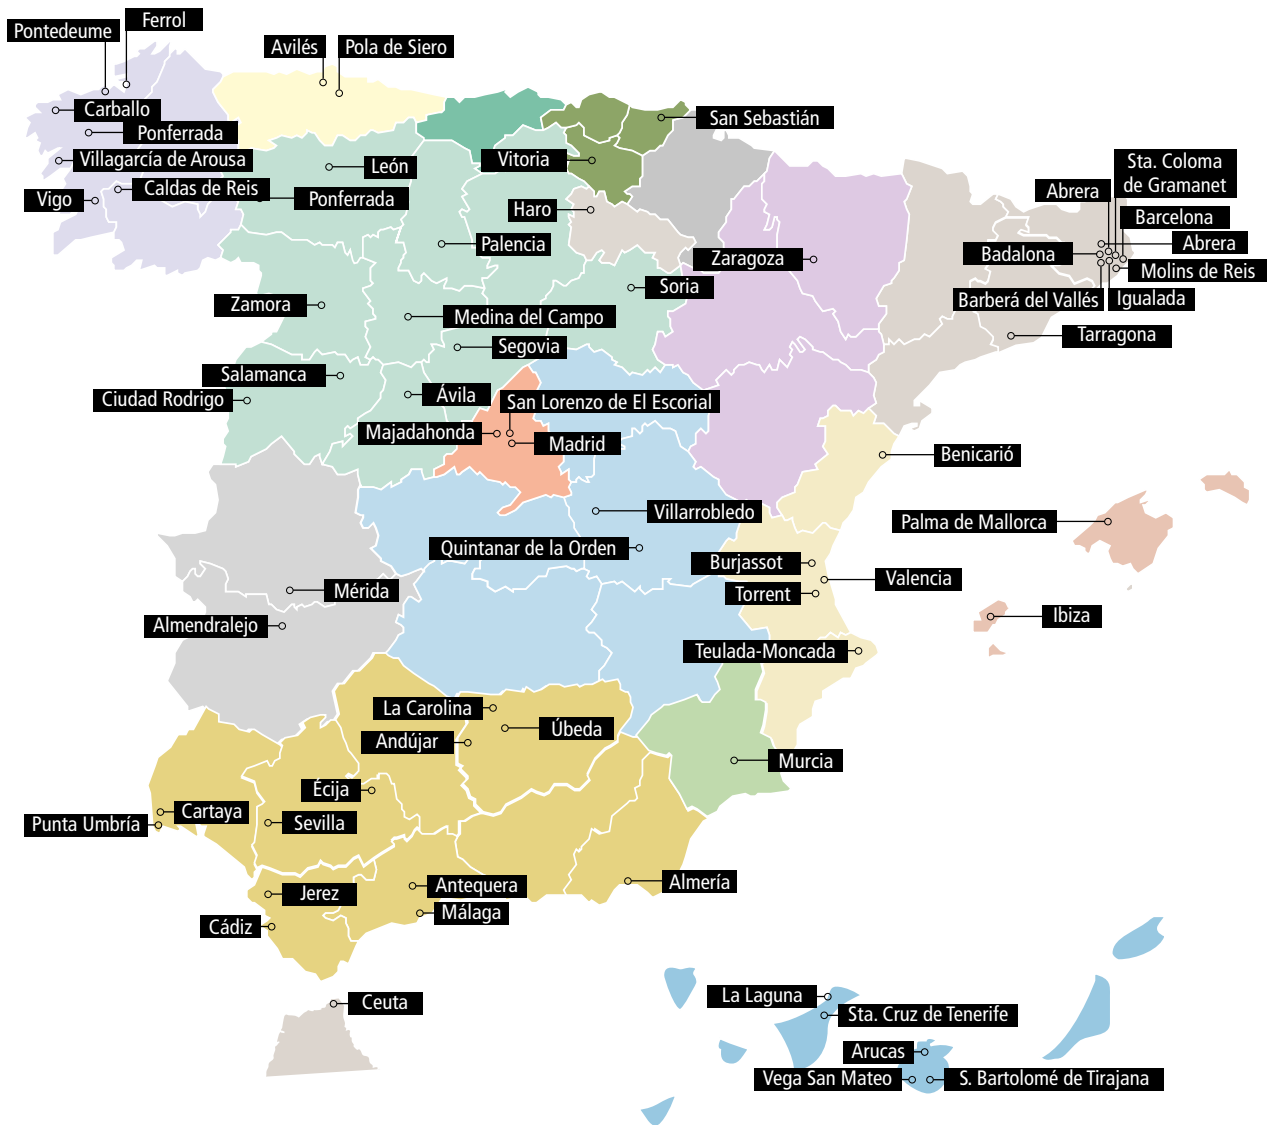 Ferrol
Pontedeume
Avilés
Pola de Siero
Carballo
San Sebastián
Ponferrada
Villagarcía de Arousa
Vitoria
León
Sta. Coloma
de Gramanet
Caldas de Reis
Abrera
Vigo
Ponferrada
Haro
Barcelona
Palencia
Abrera
Badalona
Zaragoza
Molins de Reis
Soria
Barberá del Vallés
Igualada
Zamora
Medina del Campo
Tarragona
Segovia
Salamanca
Ciudad Rodrigo
Ávila
San Lorenzo de El Escorial
Majadahonda
Madrid
Benicarió
Villarrobledo
Palma de Mallorca
Quintanar de la Orden
Burjassot
Valencia
Mérida
Torrent
Ibiza
Almendralejo
Teulada-Moncada
La Carolina
Úbeda
Andújar
Murcia
Écija
Cartaya
Punta Umbría
Sevilla
Almería
Antequera
Jerez
Málaga
Cádiz
La Laguna
Ceuta
Sta. Cruz de Tenerife
Arucas
Vega San Mateo
S. Bartolomé de Tirajana